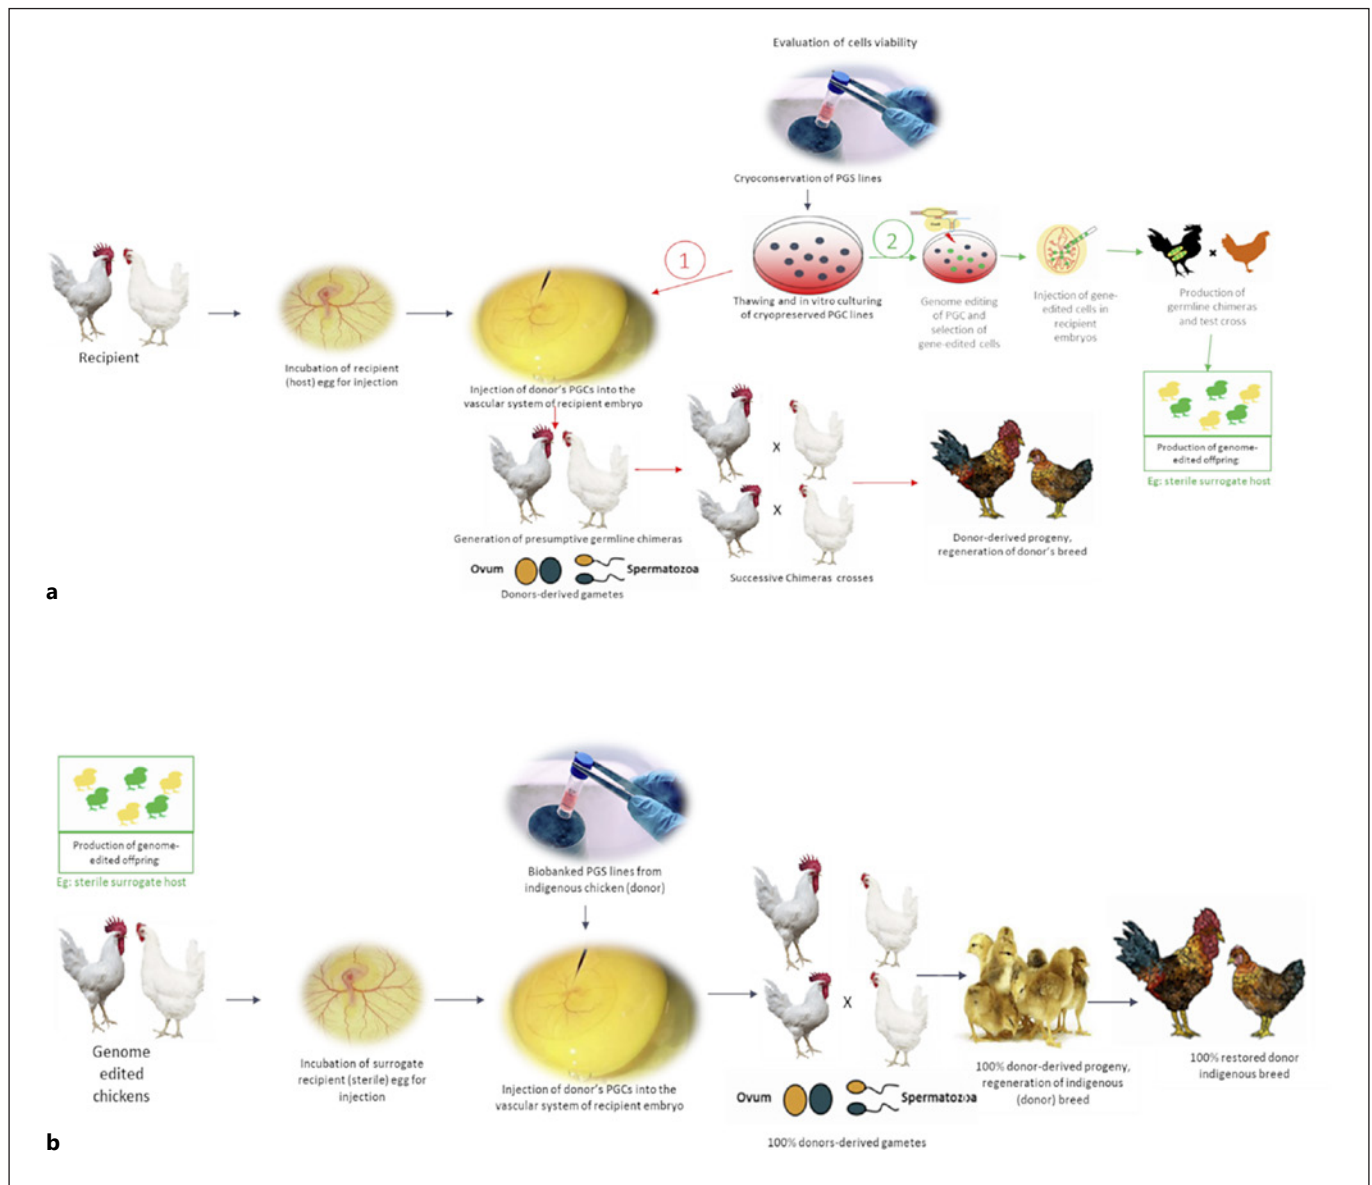 Evaluation of cells viability
Cryoconservation of PGS lines
1
2
Thawing and in vitro culturing
of cryopreserved PGC lines
Genome editing
of PGC and
selection of
gene-edited cells
Injection of gene-
edited cells in
recipient
embryos
Production of
germline chimeras
and test cross
x
Recipient
Incubation of recipient
(host) egg for injection
Injection of donor's PGCs into the
vascular system of recipient embryo
Production of genome-
edited offpring
Eg: sterile surrogate host
X
X
Generation of presumptive germline chimeras
Ovum
Spermatozoa
Donors-derived gametes
Successive Chimeras crosses
Donor-derived progeny,
regeneration of donor's breed
a
Production of genome-
edited offpring
Eg: sterile surrogate host
Genome
edited
chickens
Incubation of surrogate
recipient (sterile) egg for
injection
Biobanked PGS lines from
indigenous chicken (donor)
Injection of donor's PGCs into the
vascular system of recipient embryo
X
Ovum
Spermatozoa
100% donors-derived gametes
100% donor-derived progeny,
regeneration of indigenous
(donor) breed
100% restored donor
indigenous breed
b